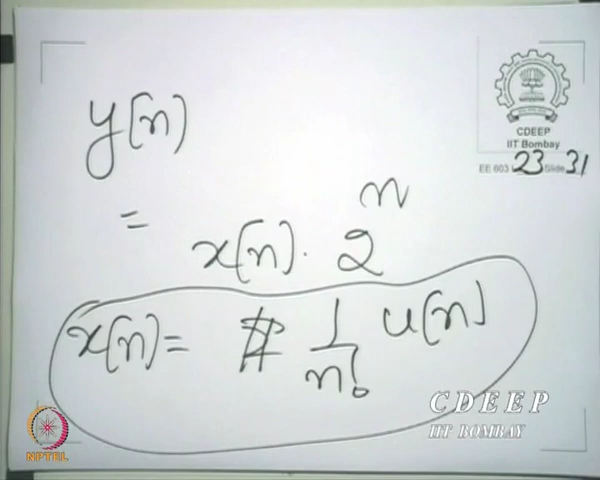 CDEEP
IIT Bombay
EE 603 L 23 Slide 31
y[n]
= x[n] · 2^n
x[n] = 1/n! u[n]
CDEEP
IIT BOMBAY
NPTEL